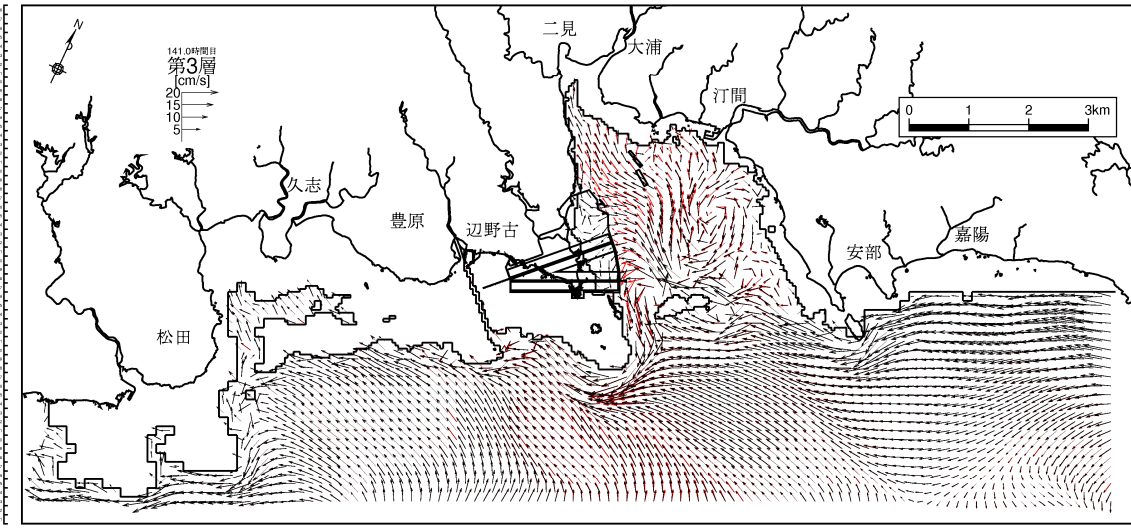 N
141.0時間目
第3層
[cm/s]
20
15
10
5
二見
大浦
汀間
0 1 2 3km
久志
豊原
辺野古
安部
嘉陽
松田